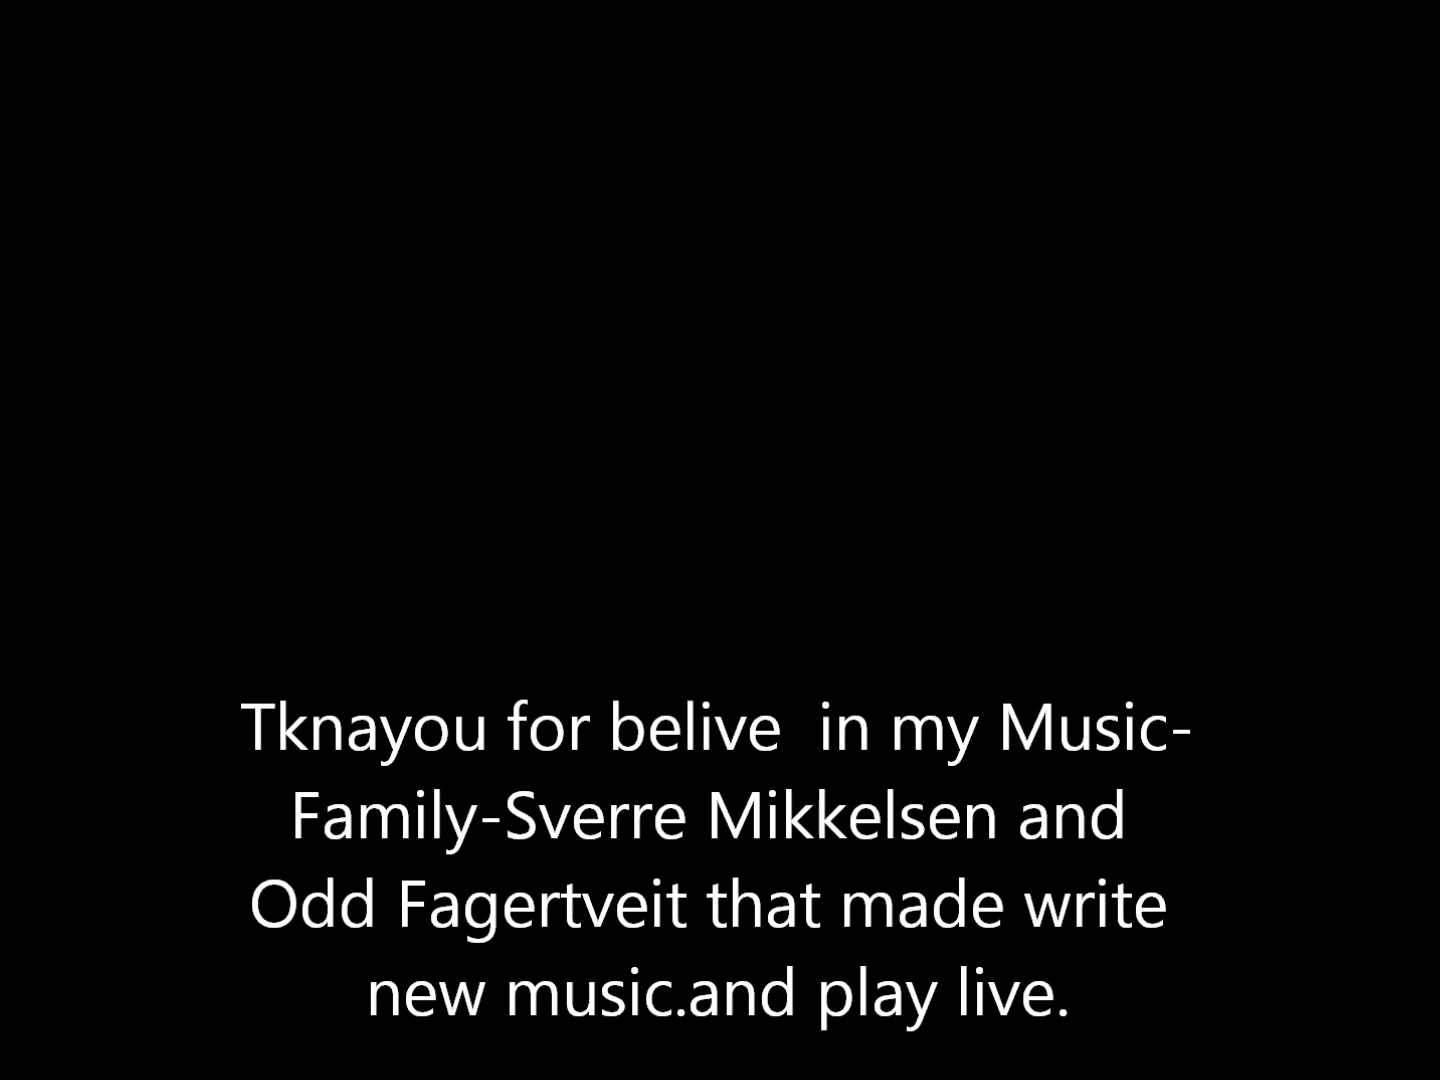 Tknayou for belive  in my Music-
Family-Sverre Mikkelsen and
Odd Fagertveit that made write
new music.and play live.